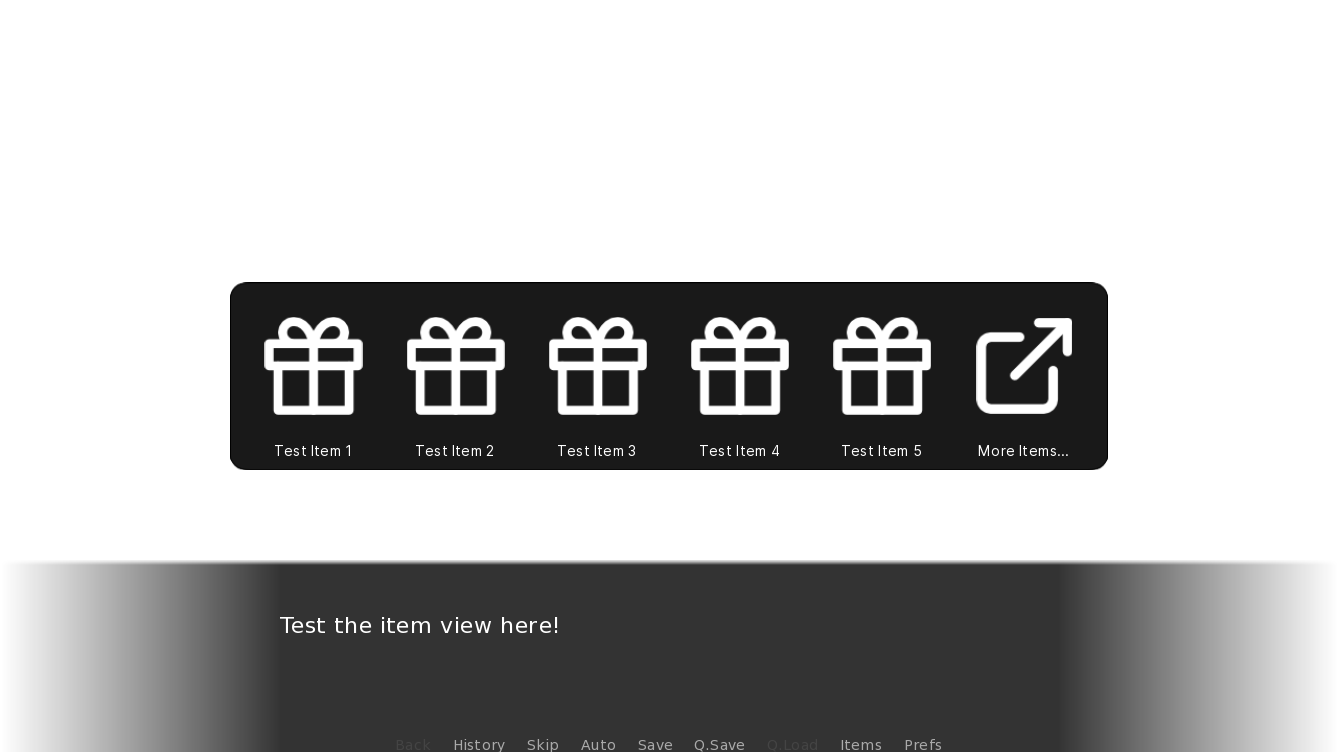 Test Item 1 Test Item 2 Test Item 3 Test Item 4 Test Item 5 More Items...
Test the item view here!
Back History Skip Auto Save Q.Save Q.Load Items Prefs